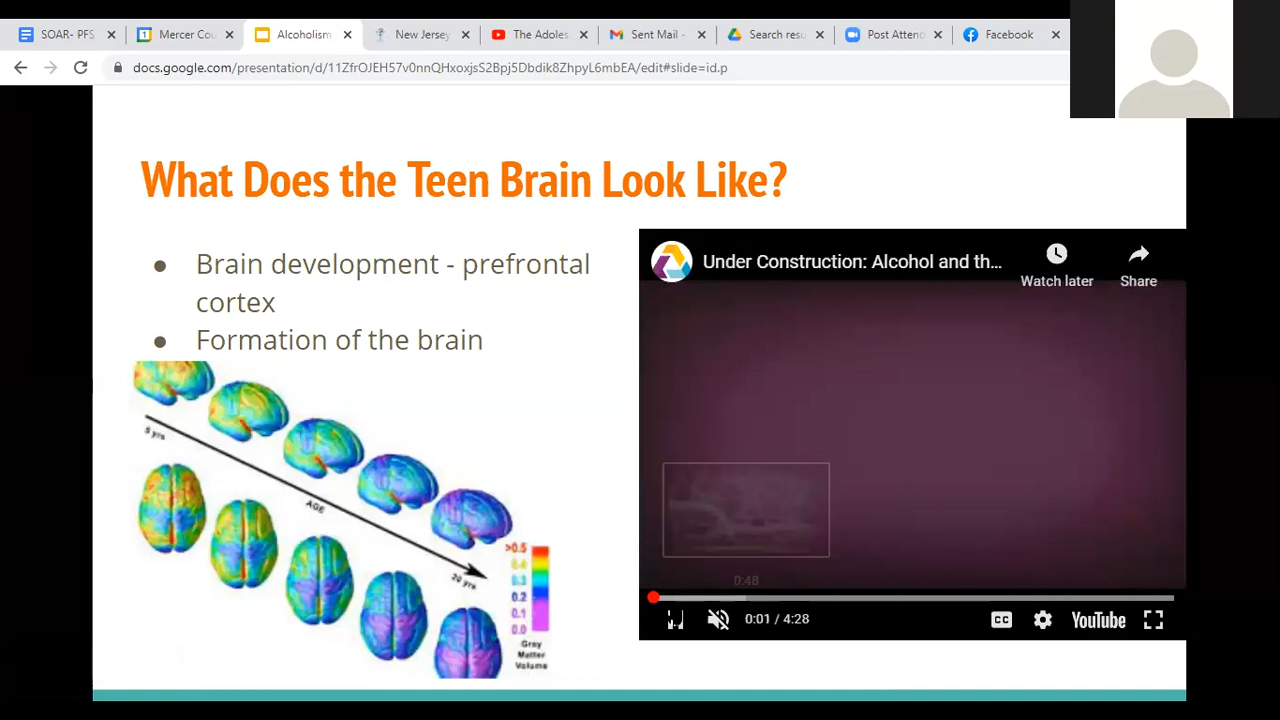 SOAR- PFS
Mercer Cou
Alcoholism
New Jersey
The Adoles
Sent Mail -
Search resu
Post Atteno
Facebook
docs.google.com/presentation/d/11ZfrOJEH57v0nnQHxoxjsS2Bpj5Dbdik8ZhpyL6mbEA/edit#slide=id.p
What Does the Teen Brain Look Like?
● Brain development - prefrontal
cortex
● Formation of the brain
5 yrs
AGE
20 yrs
>0.5
0.4
0.3
0.2
0.1
0.0
Gray
Matter
Volume
Under Construction: Alcohol and th...
Watch later
Share
0:48
0:01 / 4:28
CC
YouTube